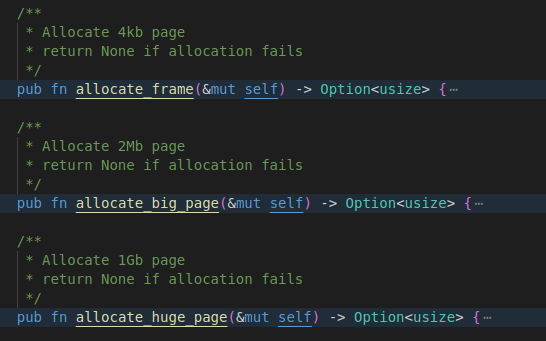 /**
 * Allocate 4kb page
 * return None if allocation fails
 */
pub fn allocate_frame(&mut self) -> Option<usize> {⋯
/**
 * Allocate 2Mb page
 * return None if allocation fails
 */
pub fn allocate_big_page(&mut self) -> Option<usize> {⋯
/**
 * Allocate 1Gb page
 * return None if allocation fails
 */
pub fn allocate_huge_page(&mut self) -> Option<usize> {⋯